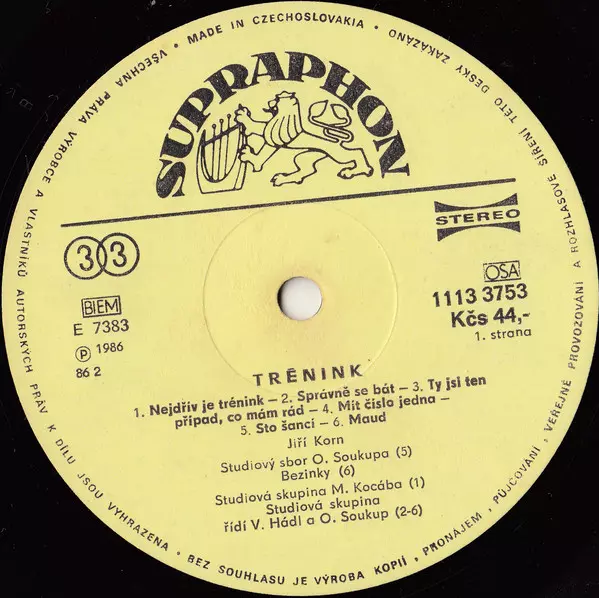 MADE IN CZECHOSLOVAKIA • VŠECHNA PRÁVA VÝROBCE A VLASTNÍKŮ AUTORSKÝCH PRÁV K DÍLU JSOU VYHRAZENA • BEZ SOUHLASU JE VÝROBA KOPIÍ, PRONÁJEM, PŮJČOVÁNÍ, VEŘEJNÉ PROVOZOVÁNÍ A ROZHLASOVÉ ŠÍŘENÍ TÉTO DESKY ZAKÁZÁNO •
SUPRAPHON
STEREO
33
BIEM
E 7383
Ⓟ 1986
86 2
OSA
1113 3753
Kčs 44,-
1. strana
TRÉNINK
1. Nejdřív je trénink – 2. Správně se bát – 3. Ty jsi ten
případ, co mám rád – 4. Mít číslo jedna –
5. Sto šancí – 6. Maud
Jiří Korn
Studiový sbor O. Soukupa (5)
Bezinky (6)
Studiová skupina M. Kocába (1)
Studiová skupina
řídí V. Hádl a O. Soukup (2-6)